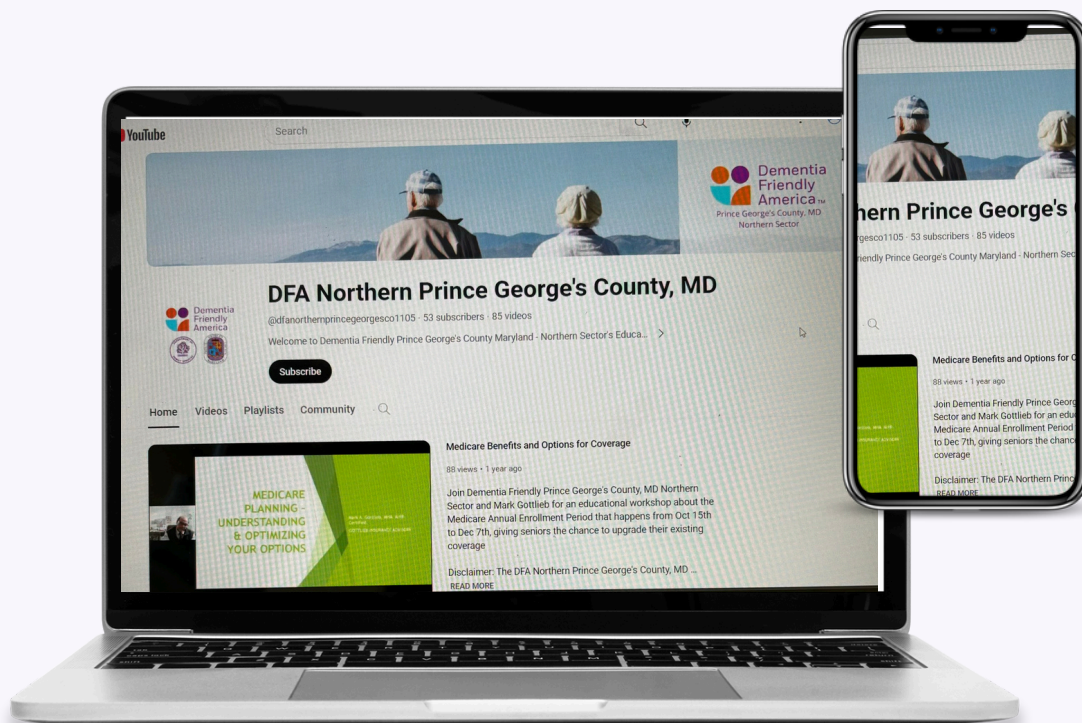 YouTube
Search
Dementia
Friendly
America™
Prince George's County, MD
Northern Sector
DFA Northern Prince George's County, MD
@dfanorthernprincegeorgesco1105 · 53 subscribers · 85 videos
Welcome to Dementia Friendly Prince George's County Maryland - Northern Sector's Educa...
Dementia
Friendly
America
Subscribe
Home Videos Playlists Community
MEDICARE
PLANNING -
UNDERSTANDING
& OPTIMIZING
YOUR OPTIONS
Medicare Benefits and Options for Coverage
88 views • 1 year ago
Join Dementia Friendly Prince George's County, MD Northern
Sector and Mark Gottlieb for an educational workshop about the
Medicare Annual Enrollment Period that happens from Oct 15th
to Dec 7th, giving seniors the chance to upgrade their existing
coverage
Disclaimer: The DFA Northern Prince George's County, MD ...
READ MORE
hern Prince George's
rgesco1105 · 53 subscribers · 85 videos
riendly Prince George's County Maryland - Northern Sec
Medicare Benefits and Options for C
88 views • 1 year ago
Join Dementia Friendly Prince Georg
Sector and Mark Gottlieb for an educ
Medicare Annual Enrollment Period
to Dec 7th, giving seniors the chanc
coverage
Disclaimer: The DFA Northern Princ
READ MORE